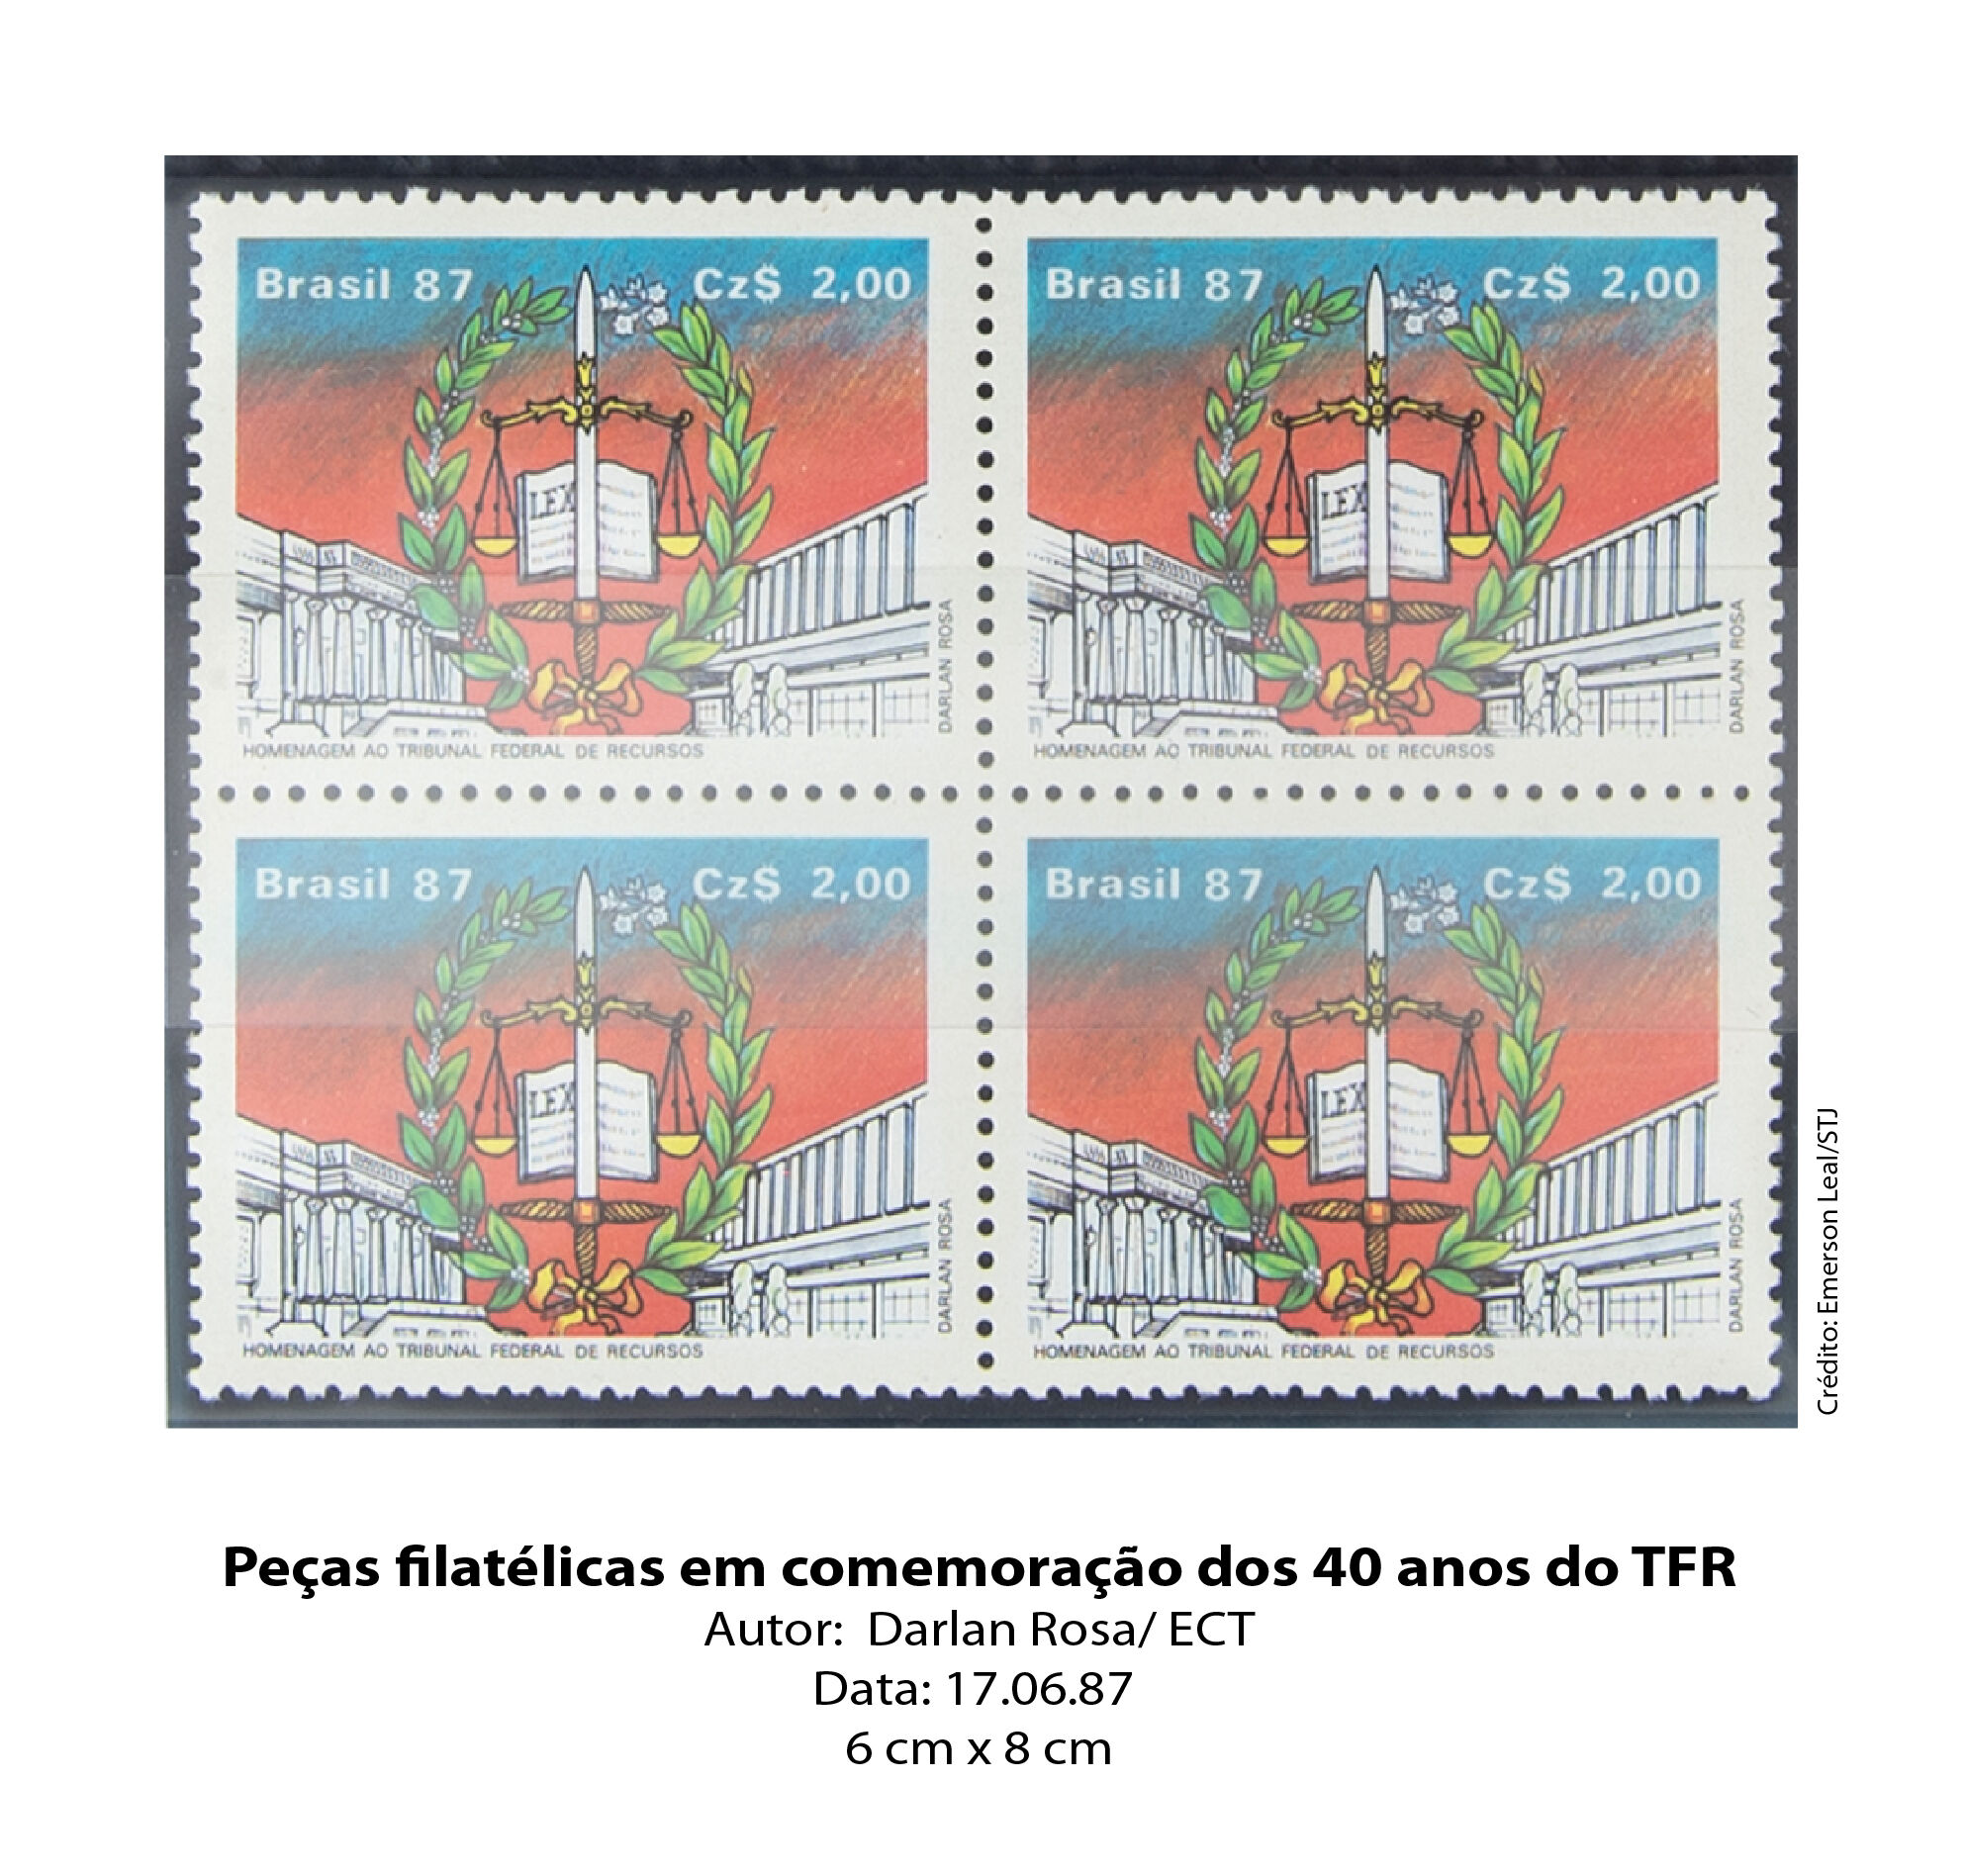 Brasil 87 Cz$ 2,00
LEX
DARLAN ROSA
HOMENAGEM AO TRIBUNAL FEDERAL DE RECURSOS
Brasil 87 Cz$ 2,00
LEX
DARLAN ROSA
HOMENAGEM AO TRIBUNAL FEDERAL DE RECURSOS
Brasil 87 Cz$ 2,00
LEX
DARLAN ROSA
HOMENAGEM AO TRIBUNAL FEDERAL DE RECURSOS
Brasil 87 Cz$ 2,00
LEX
DARLAN ROSA
HOMENAGEM AO TRIBUNAL FEDERAL DE RECURSOS
Crédito: Emerson Leal/STJ
Peças filatélicas em comemoração dos 40 anos do TFR
Autor: Darlan Rosa/ ECT
Data: 17.06.87
6 cm x 8 cm